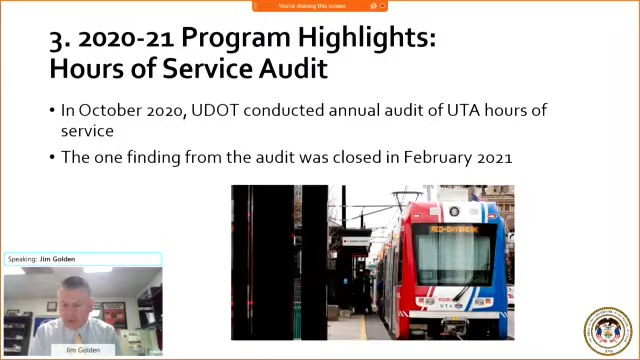 You're sharing this screen
3. 2020-21 Program Highlights:
Hours of Service Audit
• In October 2020, UDOT conducted annual audit of UTA hours of
service
• The one finding from the audit was closed in February 2021
RED-DAYBREAK
Speaking: Jim Golden
Jim Golden